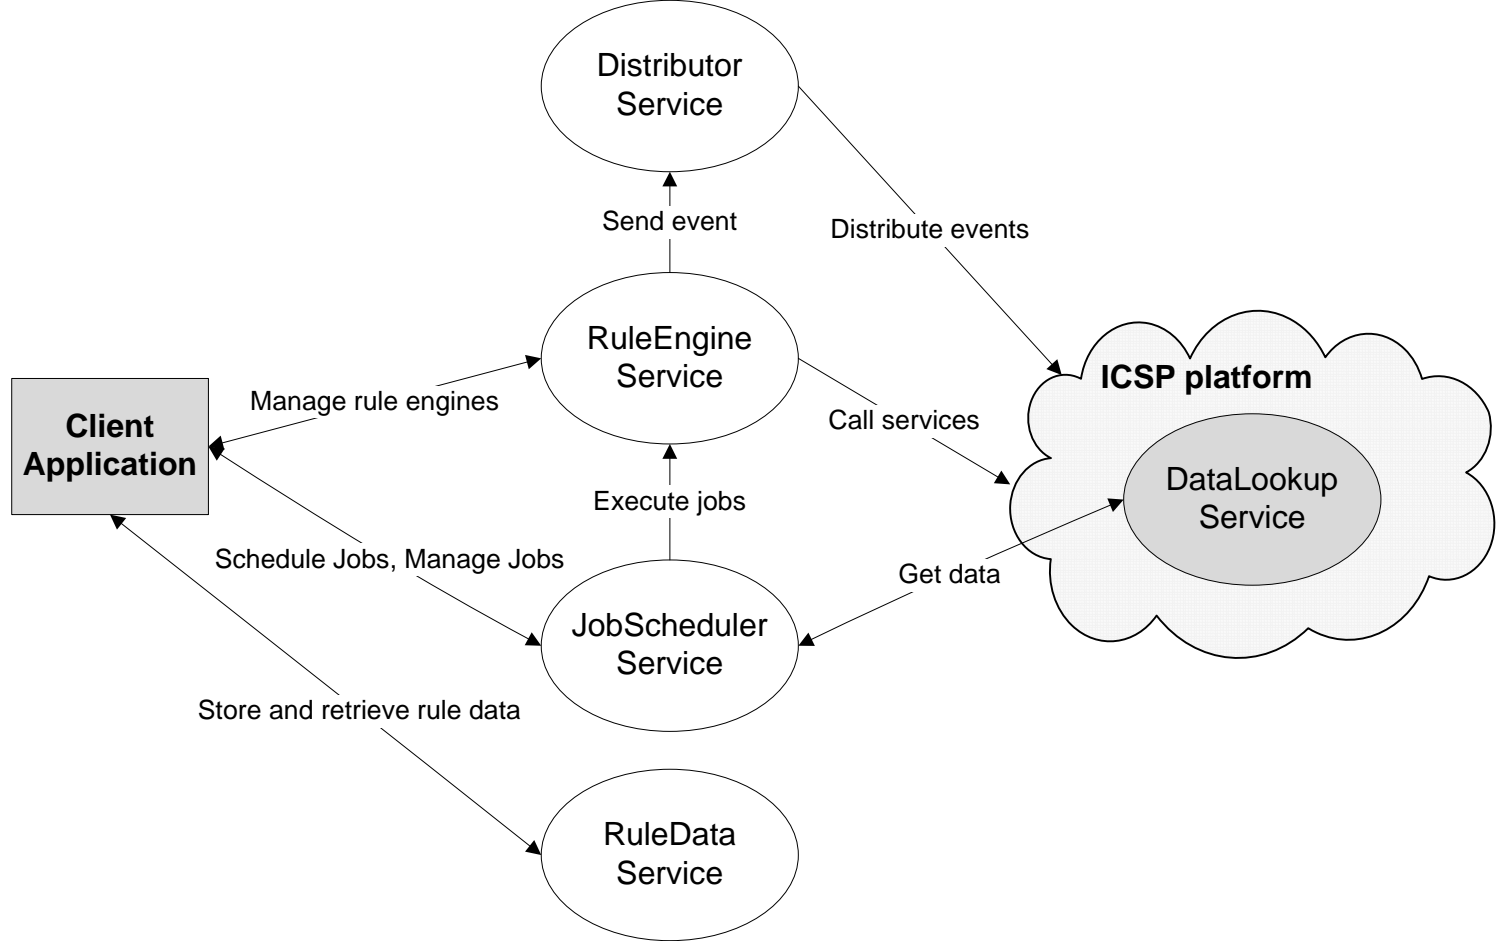 Distributor
Service
Send event
Distribute events
RuleEngine
Service
ICSP platform
Manage rule engines
Call services
Client
Application
DataLookup
Service
Execute jobs
Schedule Jobs, Manage Jobs
Get data
JobScheduler
Service
Store and retrieve rule data
RuleData
Service